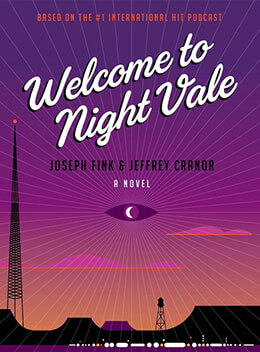 BASED ON THE #1 INTERNATIONAL HIT PODCAST
Welcome to
Night Vale
JOSEPH FINK & JEFFREY CRANOR
A NOVEL